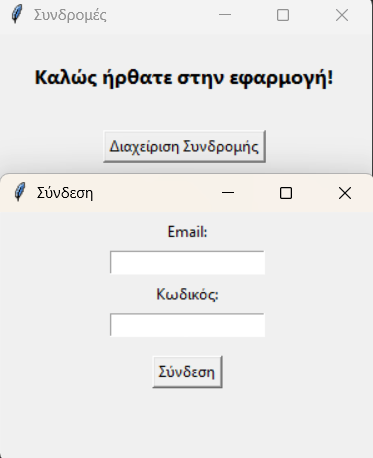 Συνδρομές
Καλώς ήρθατε στην εφαρμογή!
Διαχείριση Συνδρομής
Σύνδεση
Email:
Κωδικός:
Σύνδεση